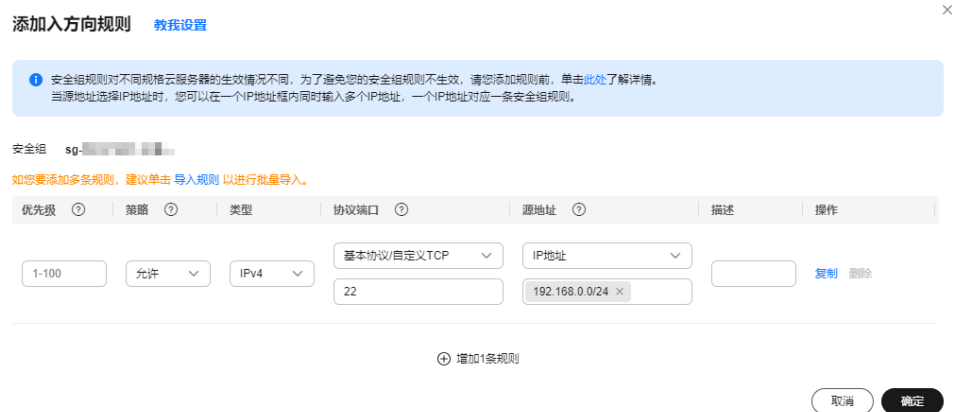 添加入方向规则 教我设置
安全组规则对不同规格云服务器的生效情况不同，为了避免您的安全组规则不生效，请您添加规则前，单击此处了解详情。
当源地址选择IP地址时，您可以在一个IP地址框内同时输入多个IP地址，一个IP地址对应一条安全组规则。
安全组 sg-
如您要添加多条规则，建议单击 导入规则 以进行批量导入。
优先级 策略 类型 协议端口 源地址 描述 操作
基本协议/自定义TCP IP地址
1-100 允许 IPv4 复制 删除
22 192.168.0.0/24
增加1条规则
取消 确定